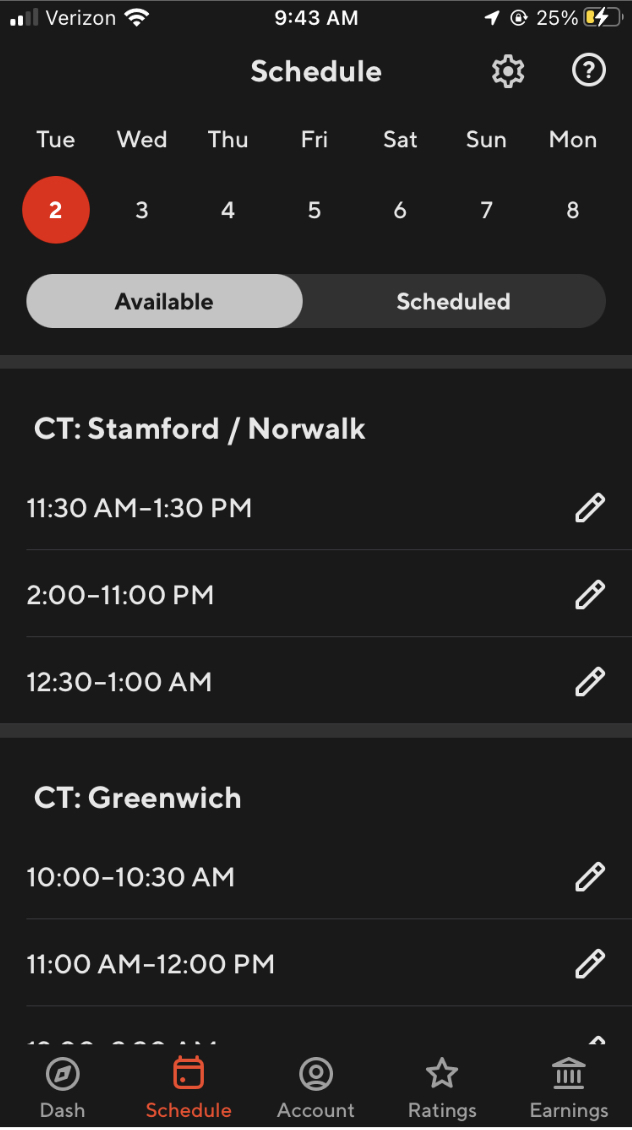 Verizon 9:43 AM 25%
Schedule ?
Tue Wed Thu Fri Sat Sun Mon
2 3 4 5 6 7 8
Available Scheduled
CT: Stamford / Norwalk
11:30 AM–1:30 PM
2:00–11:00 PM
12:30–1:00 AM
CT: Greenwich
10:00–10:30 AM
11:00 AM–12:00 PM
Dash Schedule Account Ratings Earnings